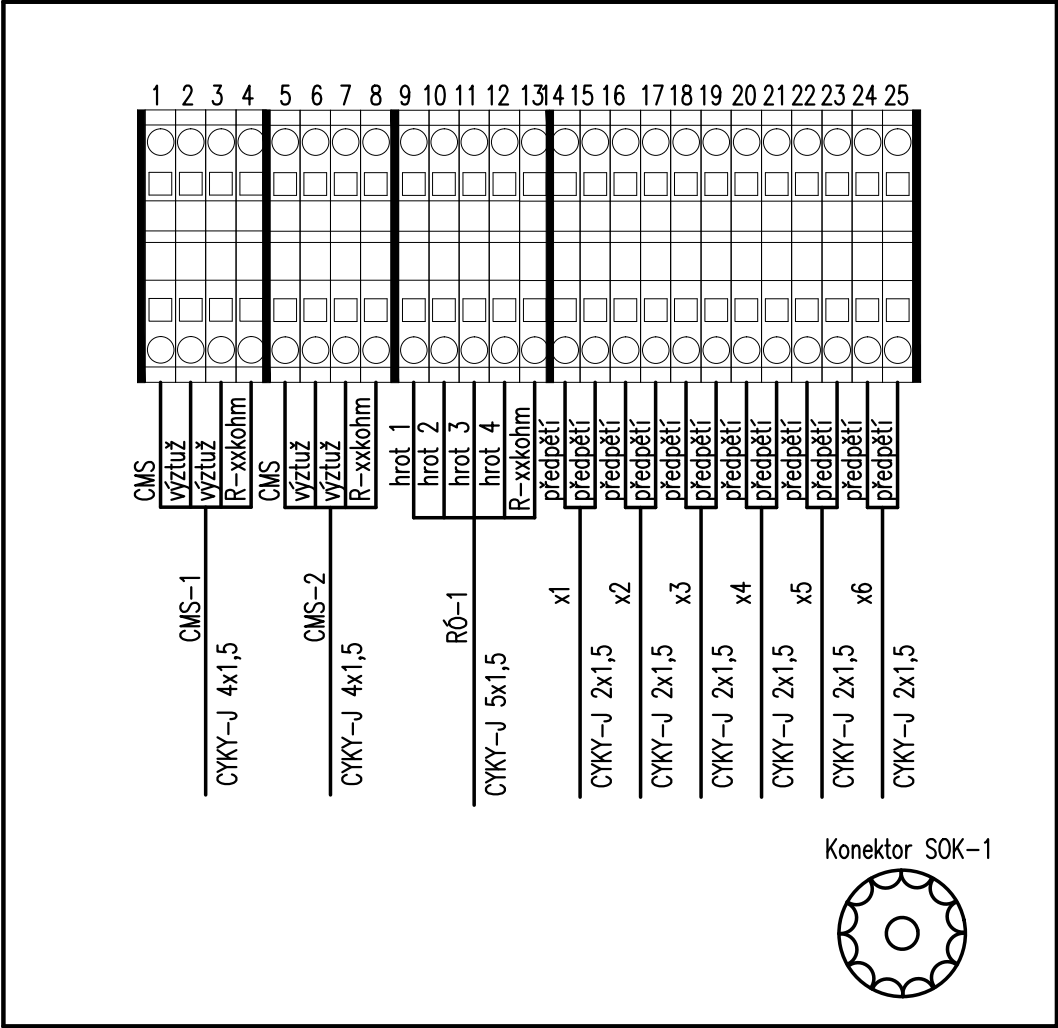 1 2 3 4 5 6 7 8 9 10 11 12 13 14 15 16 17 18 19 20 21 22 23 24 25
CMS
výztuž
výztuž
R-xxkohm
CMS
výztuž
výztuž
R-xxkohm
hrot 1
hrot 2
hrot 3
hrot 4
R-xxkohm
předpětí
předpětí
předpětí
předpětí
předpětí
předpětí
předpětí
předpětí
předpětí
předpětí
předpětí
předpětí
CMS-1
CYKY-J 4x1,5
CMS-2
CYKY-J 4x1,5
RÓ-1
CYKY-J 5x1,5
x1
CYKY-J 2x1,5
x2
CYKY-J 2x1,5
x3
CYKY-J 2x1,5
x4
CYKY-J 2x1,5
x5
CYKY-J 2x1,5
x6
CYKY-J 2x1,5
Konektor SOK-1